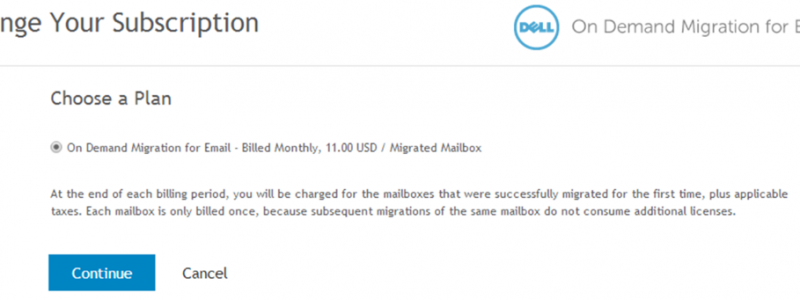 nge Your Subscription
DELL On Demand Migration for E
Choose a Plan
On Demand Migration for Email - Billed Monthly, 11.00 USD / Migrated Mailbox
At the end of each billing period, you will be charged for the mailboxes that were successfully migrated for the first time, plus applicable
taxes. Each mailbox is only billed once, because subsequent migrations of the same mailbox do not consume additional licenses.
Continue Cancel